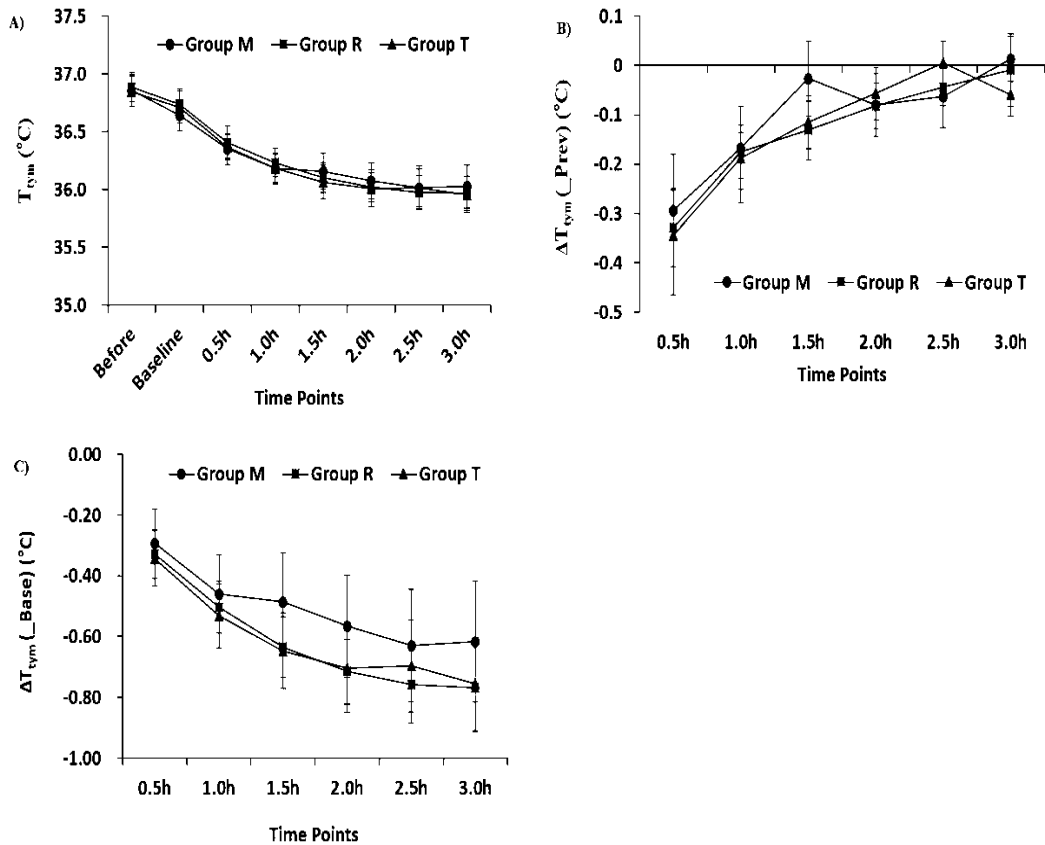 A)
37.5
37.0
36.5
36.0
35.5
35.0
Ttym (°C)
Group M Group R Group T
Before Baseline 0.5h 1.0h 1.5h 2.0h 2.5h 3.0h
Time Points
B)
0
-0.1
-0.2
-0.3
-0.4
-0.5
ΔTtym (_Prev) (°C)
Group M Group R Group T
0.5h 1.0h 1.5h 2.0h 2.5h 3.0h
Time Points
C)
0.00
-0.20
-0.40
-0.60
-0.80
-1.00
ΔTtym (_Base) (°C)
Group M Group R Group T
0.5h 1.0h 1.5h 2.0h 2.5h 3.0h
Time Points